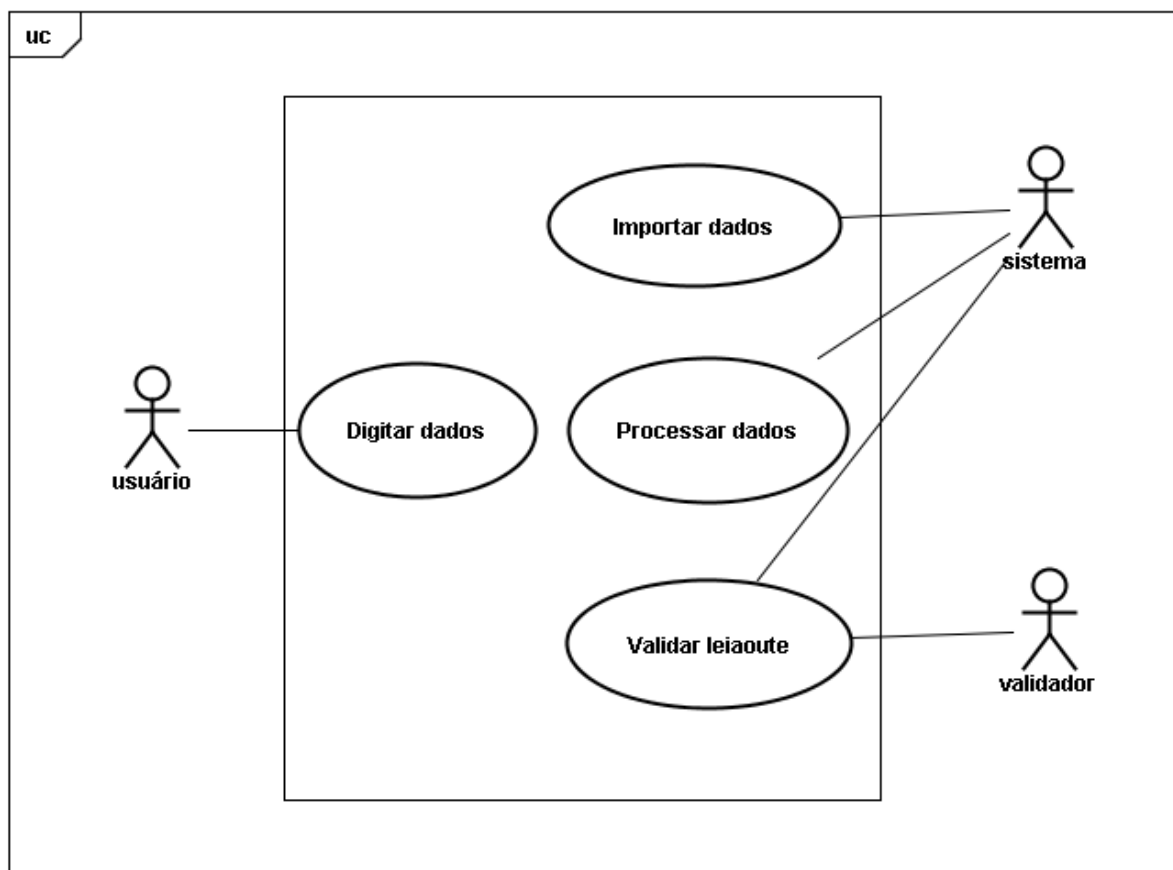 uc
Importar dados
sistema
Digitar dados
Processar dados
usuário
Validar leiaoute
validador